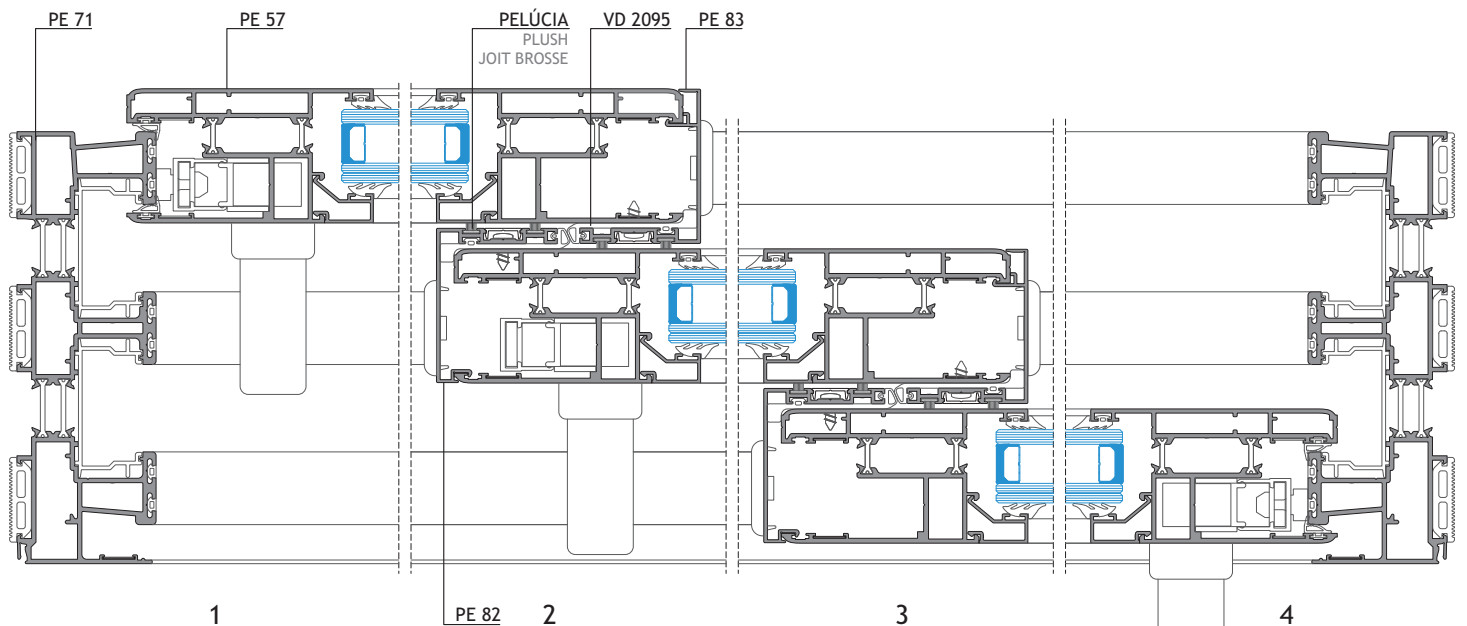 PE 71
PE 57
PELÚCIA
PLUSH
JOIT BROSSE
VD 2095
PE 83
1
PE 82
2
3
4